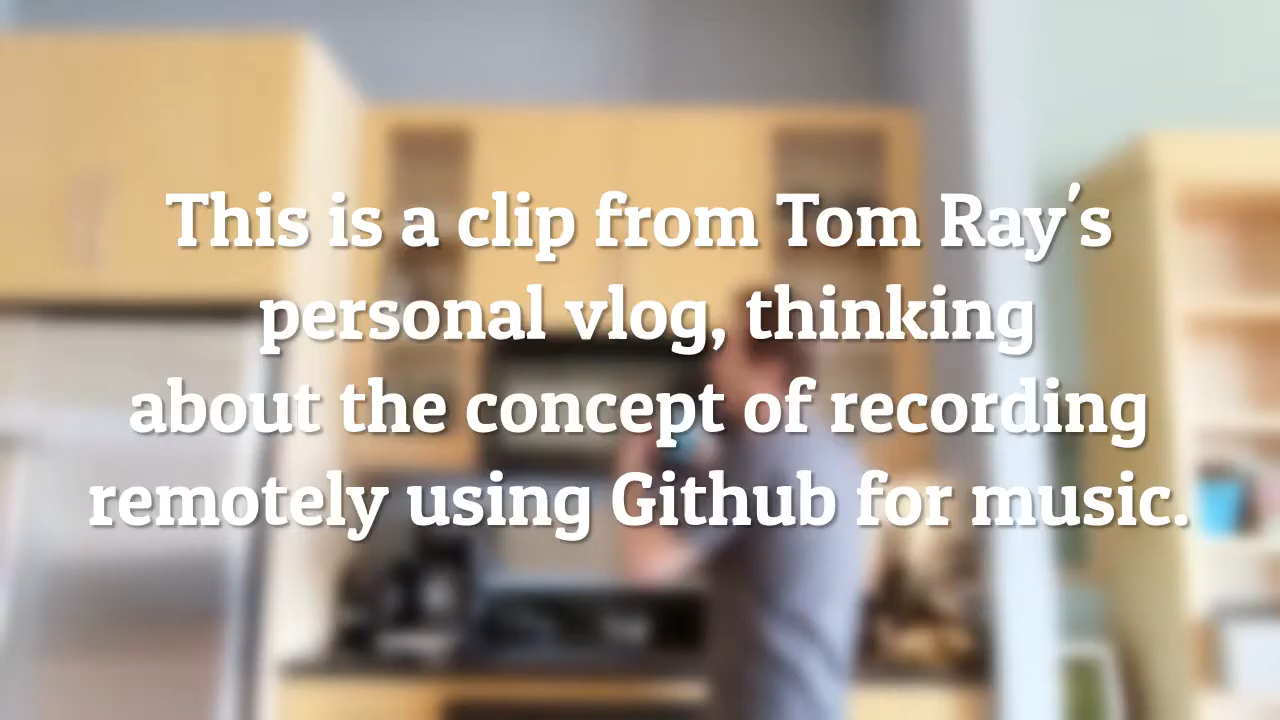 This is a clip from Tom Ray's
personal vlog, thinking
about the concept of recording
remotely using Github for music.